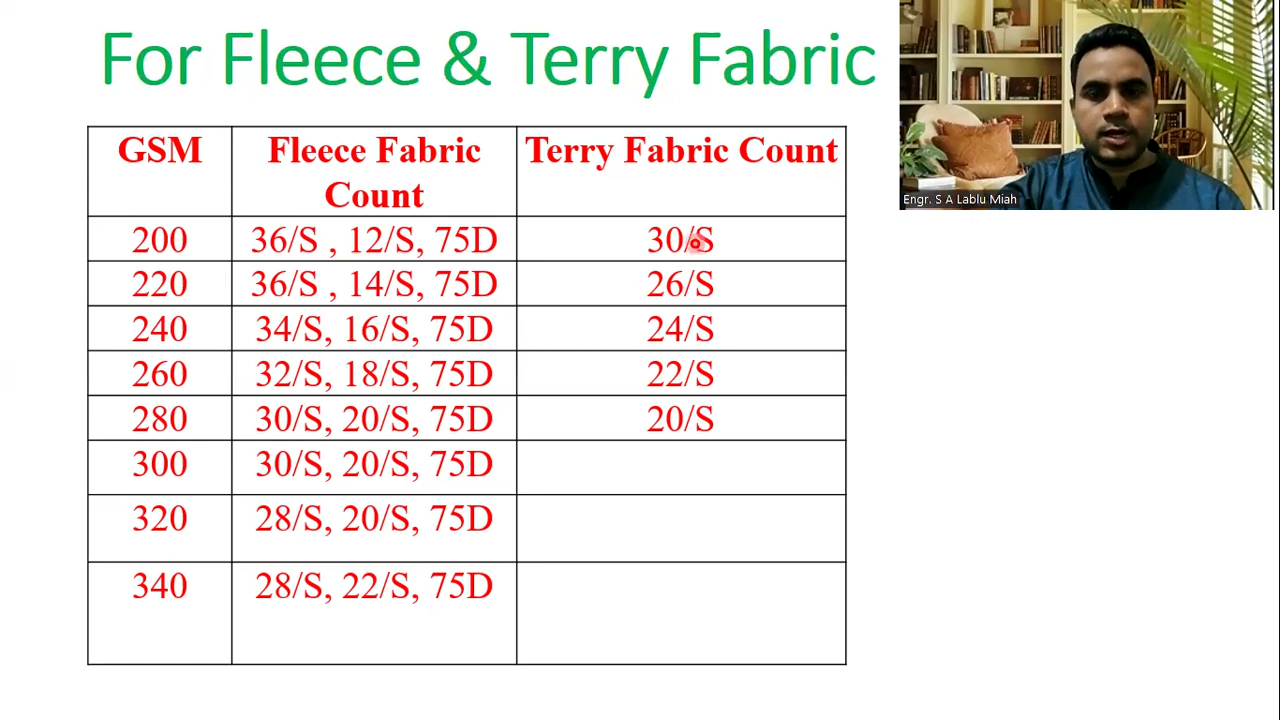 For Fleece & Terry Fabric
GSM Fleece Fabric Count Terry Fabric Count
200 36/S , 12/S, 75D 30/S
220 36/S , 14/S, 75D 26/S
240 34/S, 16/S, 75D 24/S
260 32/S, 18/S, 75D 22/S
280 30/S, 20/S, 75D 20/S
300 30/S, 20/S, 75D
320 28/S, 20/S, 75D
340 28/S, 22/S, 75D
Engr. S A Lablu Miah